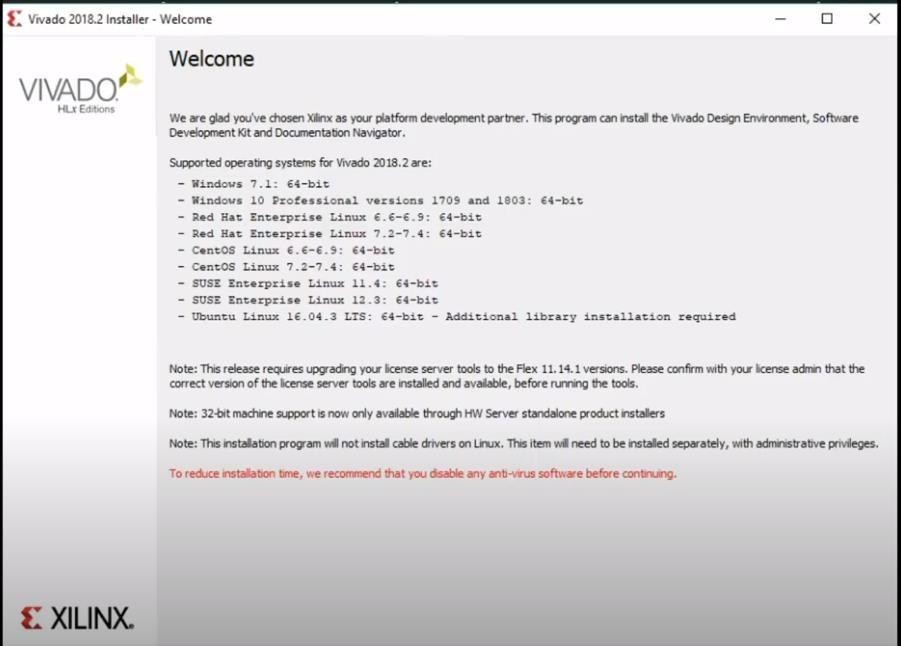 Vivado 2018.2 Installer - Welcome
VIVADO.
HLx Editions
Welcome
We are glad you've chosen Xilinx as your platform development partner. This program can install the Vivado Design Environment, Software
Development Kit and Documentation Navigator.
Supported operating systems for Vivado 2018.2 are:
- Windows 7.1: 64-bit
- Windows 10 Professional versions 1709 and 1803: 64-bit
- Red Hat Enterprise Linux 6.6-6.9: 64-bit
- Red Hat Enterprise Linux 7.2-7.4: 64-bit
- CentOS Linux 6.6-6.9: 64-bit
- CentOS Linux 7.2-7.4: 64-bit
- SUSE Enterprise Linux 11.4: 64-bit
- SUSE Enterprise Linux 12.3: 64-bit
- Ubuntu Linux 16.04.3 LTS: 64-bit - Additional library installation required
Note: This release requires upgrading your license server tools to the Flex 11.14.1 versions. Please confirm with your license admin that the
correct version of the license server tools are installed and available, before running the tools.
Note: 32-bit machine support is now only available through HW Server standalone product installers
Note: This installation program will not install cable drivers on Linux. This item will need to be installed separately, with administrative privileges.
To reduce installation time, we recommend that you disable any anti-virus software before continuing.
XILINX.